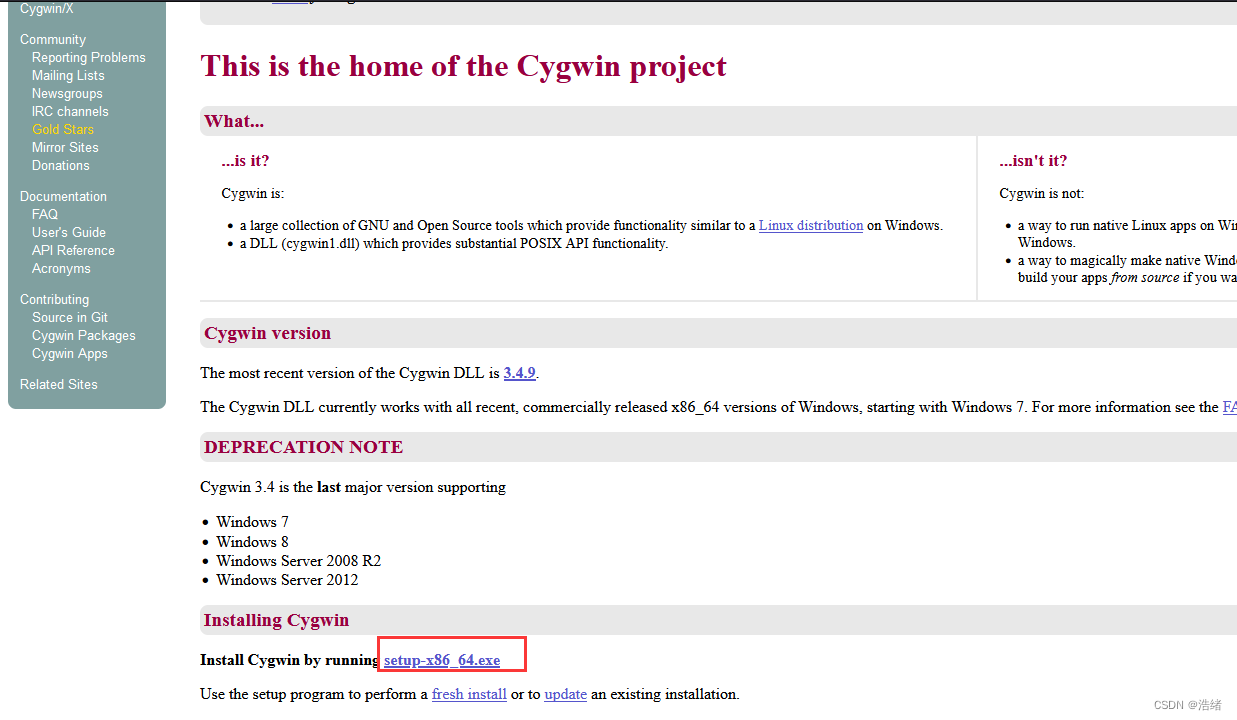 Cygwin/X
Community
Reporting Problems
Mailing Lists
Newsgroups
IRC channels
Gold Stars
Mirror Sites
Donations
Documentation
FAQ
User's Guide
API Reference
Acronyms
Contributing
Source in Git
Cygwin Packages
Cygwin Apps
Related Sites
This is the home of the Cygwin project
What...
...is it?
Cygwin is:
a large collection of GNU and Open Source tools which provide functionality similar to a Linux distribution on Windows.
a DLL (cygwin1.dll) which provides substantial POSIX API functionality.
...isn't it?
Cygwin is not:
a way to run native Linux apps on
Windows.
a way to magically make native
build your apps from source if you
Cygwin version
The most recent version of the Cygwin DLL is 3.4.9.
The Cygwin DLL currently works with all recent, commercially released x86_64 versions of Windows, starting with Windows 7. For more information see the
DEPRECATION NOTE
Cygwin 3.4 is the last major version supporting
Windows 7
Windows 8
Windows Server 2008 R2
Windows Server 2012
Installing Cygwin
Install Cygwin by running setup-x86_64.exe
Use the setup program to perform a fresh install or to update an existing installation.
CSDN @浩绪